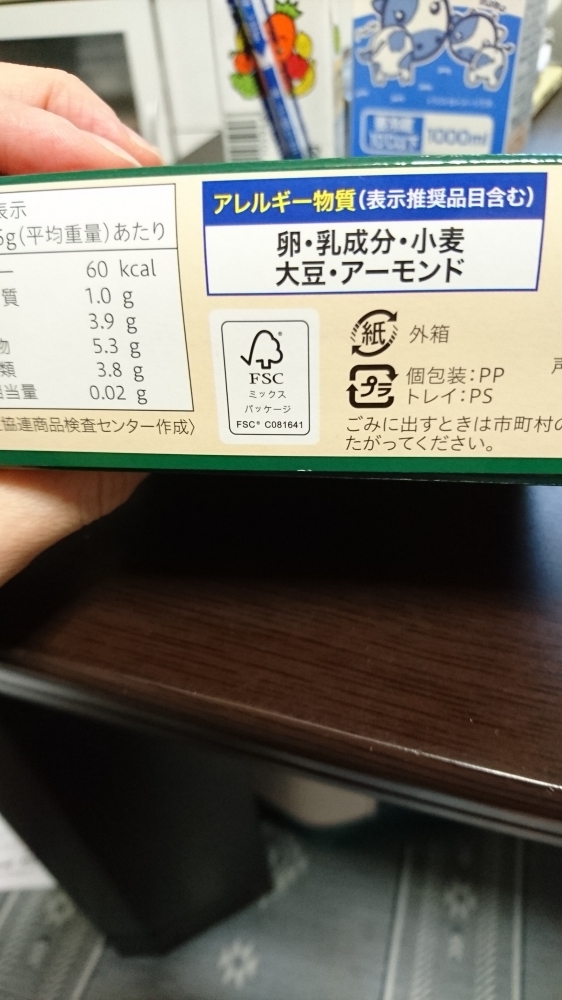 1000ml
表示
5g(平均重量)あたり
ー 60 kcal
質 1.0 g
3.9 g
物 5.3 g
類 3.8 g
当量 0.02 g
協連商品検査センター作成〉
アレルギー物質(表示推奨品目含む)
卵・乳成分・小麦
大豆・アーモンド
FSC
ミックス
パッケージ
FSC® C081641
紙 外箱
プラ 個包装:PP
トレイ:PS
ごみに出すときは市町村の
たがってください。